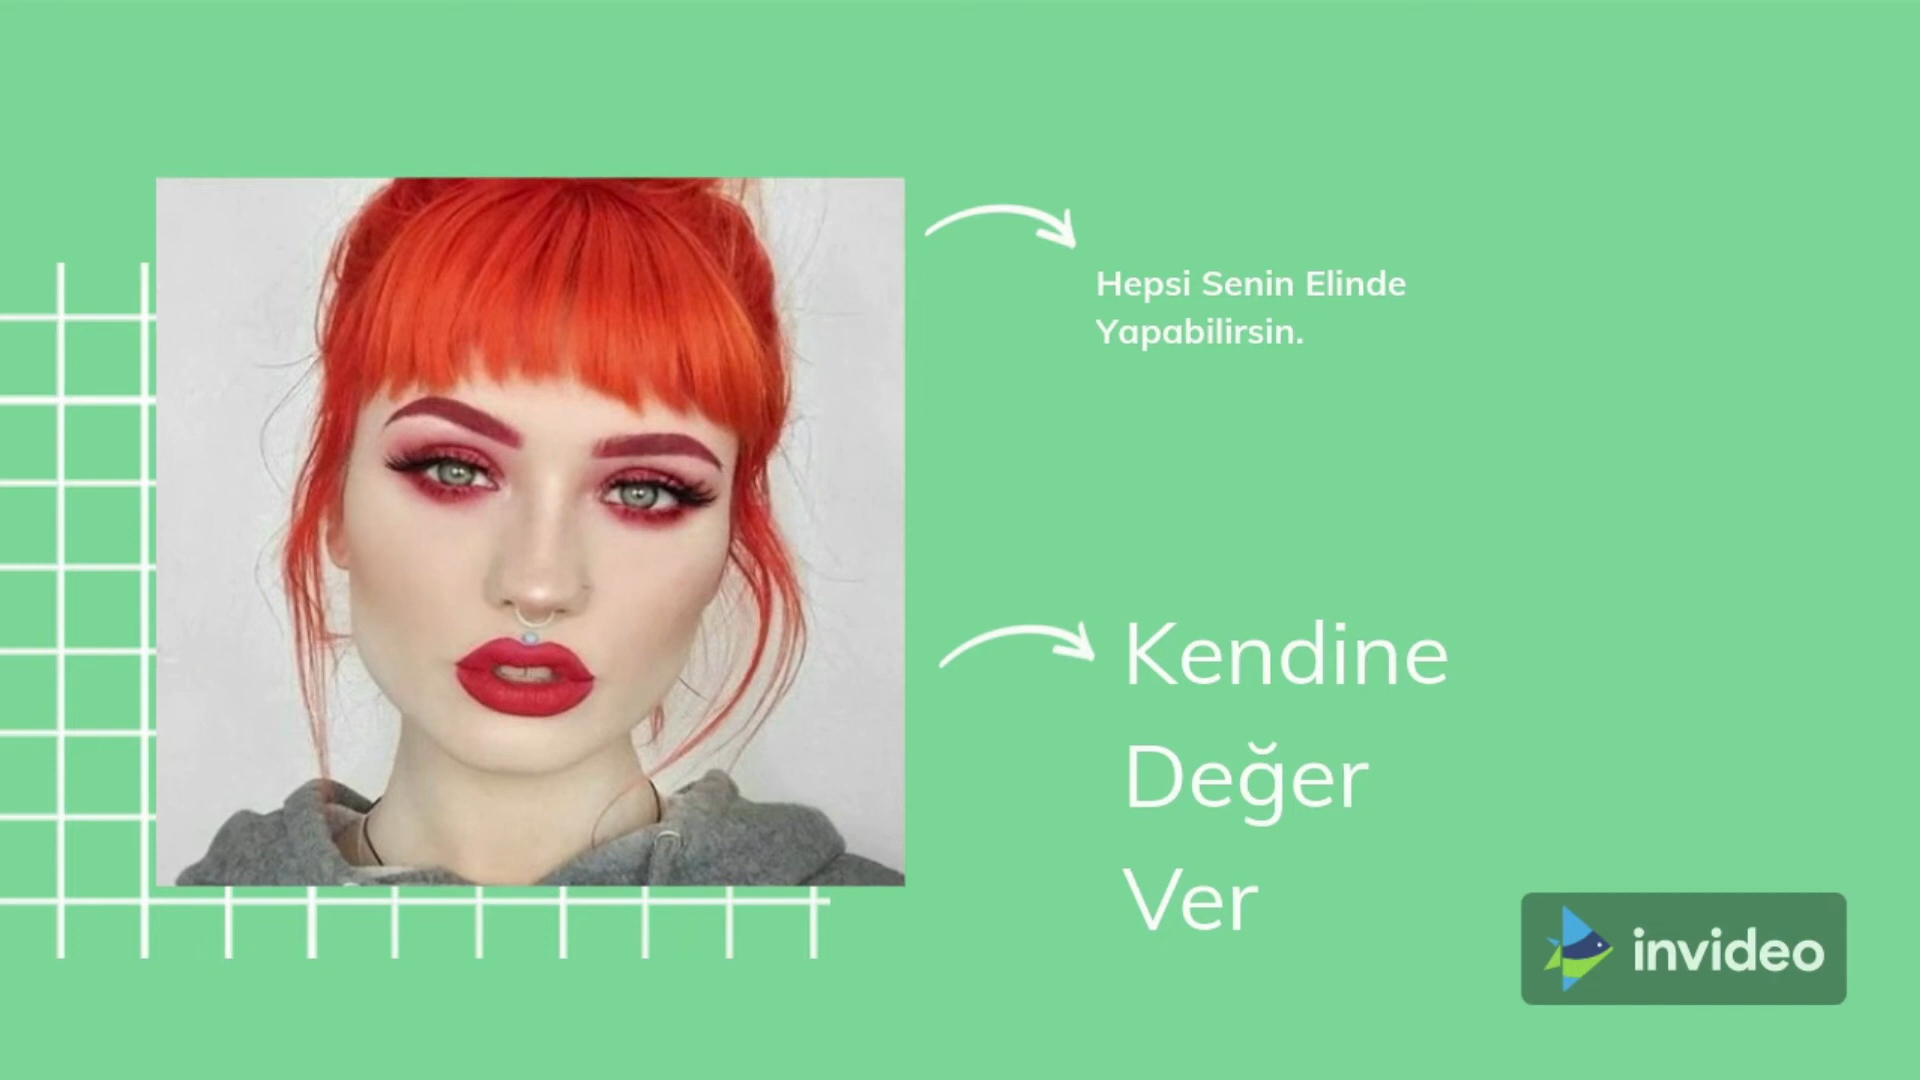 Hepsi Senin Elinde
Yapabilirsin.
Kendine
Değer
Ver
invideo